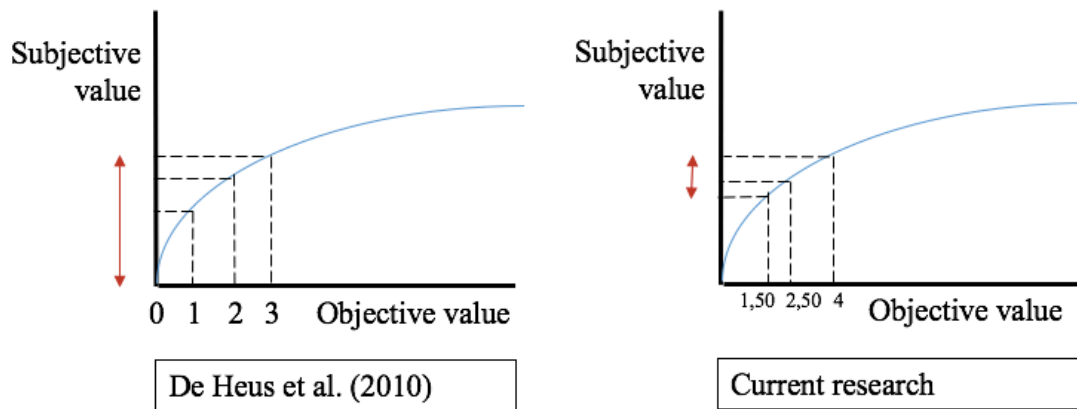 Subjective
value
0 1 2 3 Objective value
De Heus et al. (2010)
Subjective
value
1,50 2,50 4
Objective value
Current research